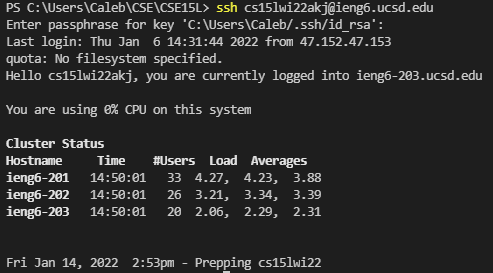 PS C:\Users\Caleb\CSE\CSE15L> ssh cs15lwi22akj@ieng6.ucsd.edu
Enter passphrase for key 'C:\Users\Caleb/.ssh/id_rsa':
Last login: Thu Jan  6 14:31:44 2022 from 47.152.47.153
quota: No filesystem specified.
Hello cs15lwi22akj, you are currently logged into ieng6-203.ucsd.edu
You are using 0% CPU on this system
Cluster Status
Hostname     Time    #Users  Load  Averages
ieng6-201   14:50:01   33  4.27,  4.23,  3.88
ieng6-202   14:50:01   26  3.21,  3.34,  3.39
ieng6-203   14:50:01   20  2.06,  2.29,  2.31
Fri Jan 14, 2022  2:53pm - Prepping cs15lwi22